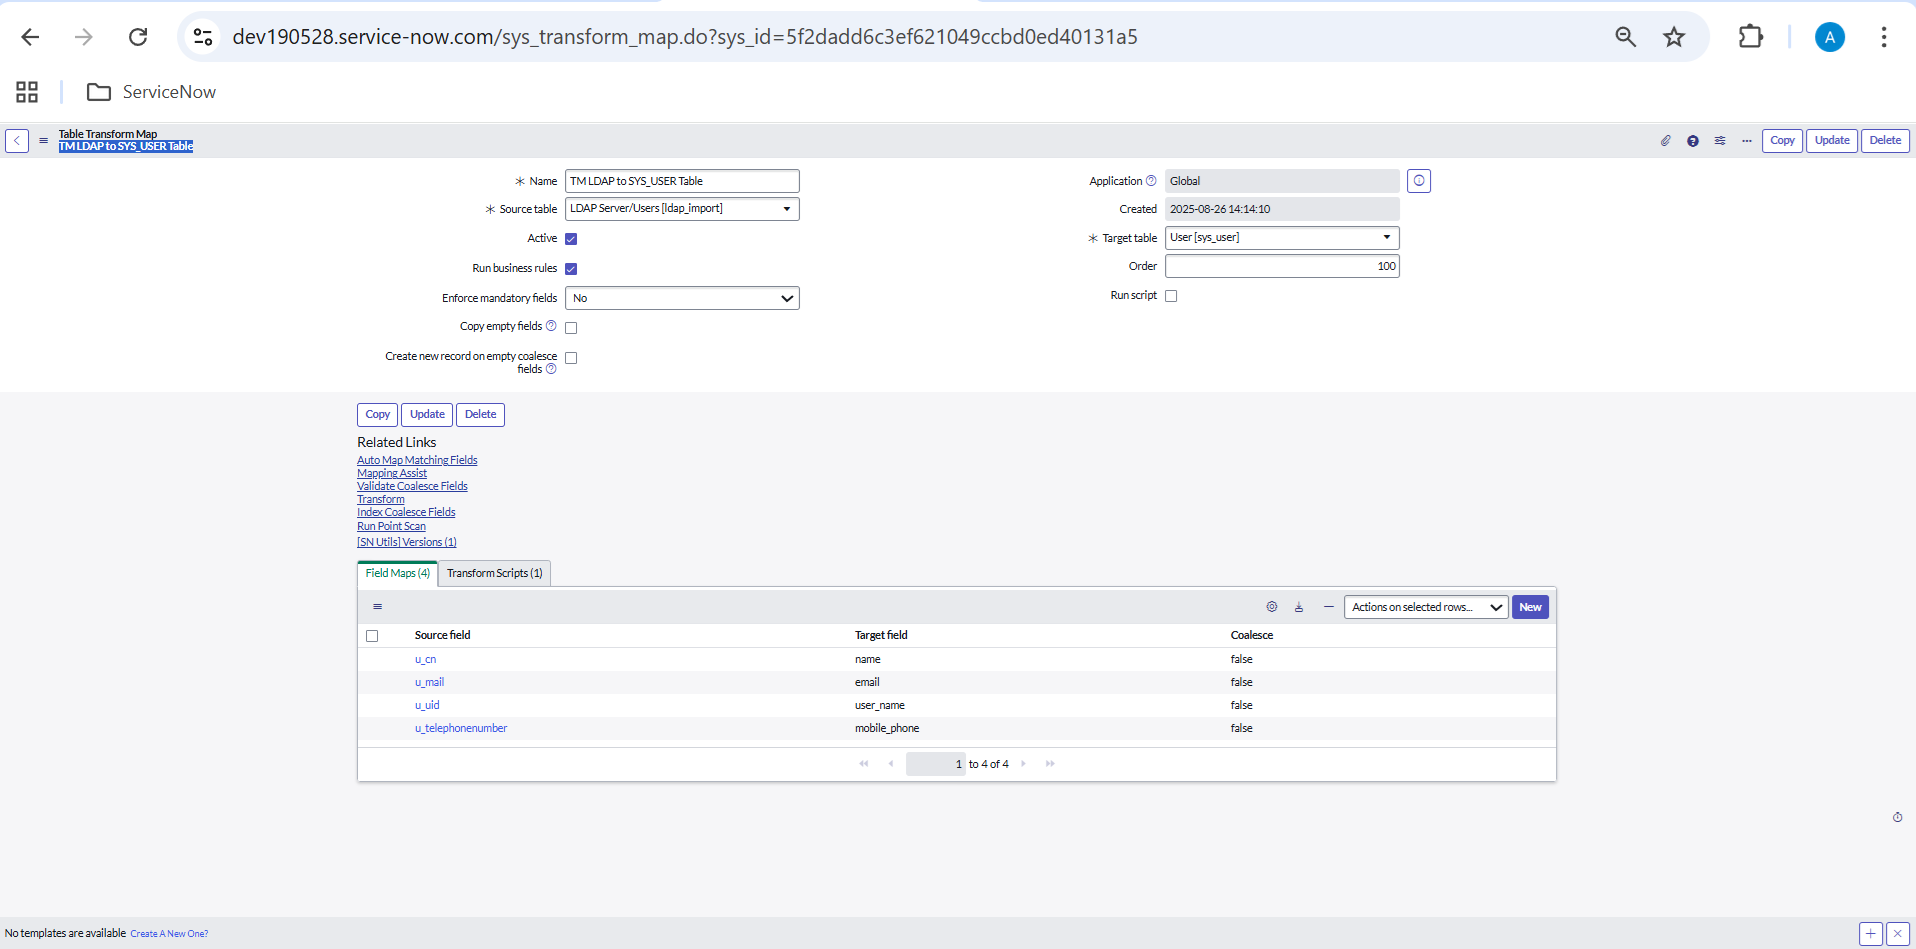 dev190528.service-now.com/sys_transform_map.do?sys_id=5f2dadd6c3ef621049ccbd0ed40131a5
A
ServiceNow
Table Transform Map
TM LDAP to SYS_USER Table
Copy Update Delete
Name TM LDAP to SYS_USER Table
Source table LDAP Server/Users [ldap_import]
Active
Run business rules
Enforce mandatory fields No
Copy empty fields
Create new record on empty coalesce
fields
Application Global
Created 2025-08-26 14:14:10
Target table User [sys_user]
Order 100
Run script
Copy Update Delete
Related Links
Auto Map Matching Fields
Mapping Assist
Validate Coalesce Fields
Transform
Index Coalesce Fields
Run Point Scan
[SN Utils] Versions (1)
Field Maps (4) Transform Scripts (1)
Actions on selected rows... New
Source field Target field Coalesce
u_cn name false
u_mail email false
u_uid user_name false
u_telephonenumber mobile_phone false
1 to 4 of 4
No templates are available Create A New One?